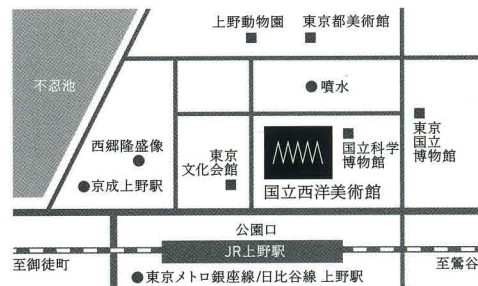 上野動物園
東京都美術館
不忍池
噴水
西郷隆盛像
東京
文化会館
国立科学
博物館
東京
国立
博物館
京成上野駅
国立西洋美術館
公園口
JR上野駅
至御徒町
至鶯谷
東京メトロ銀座線/日比谷線 上野駅